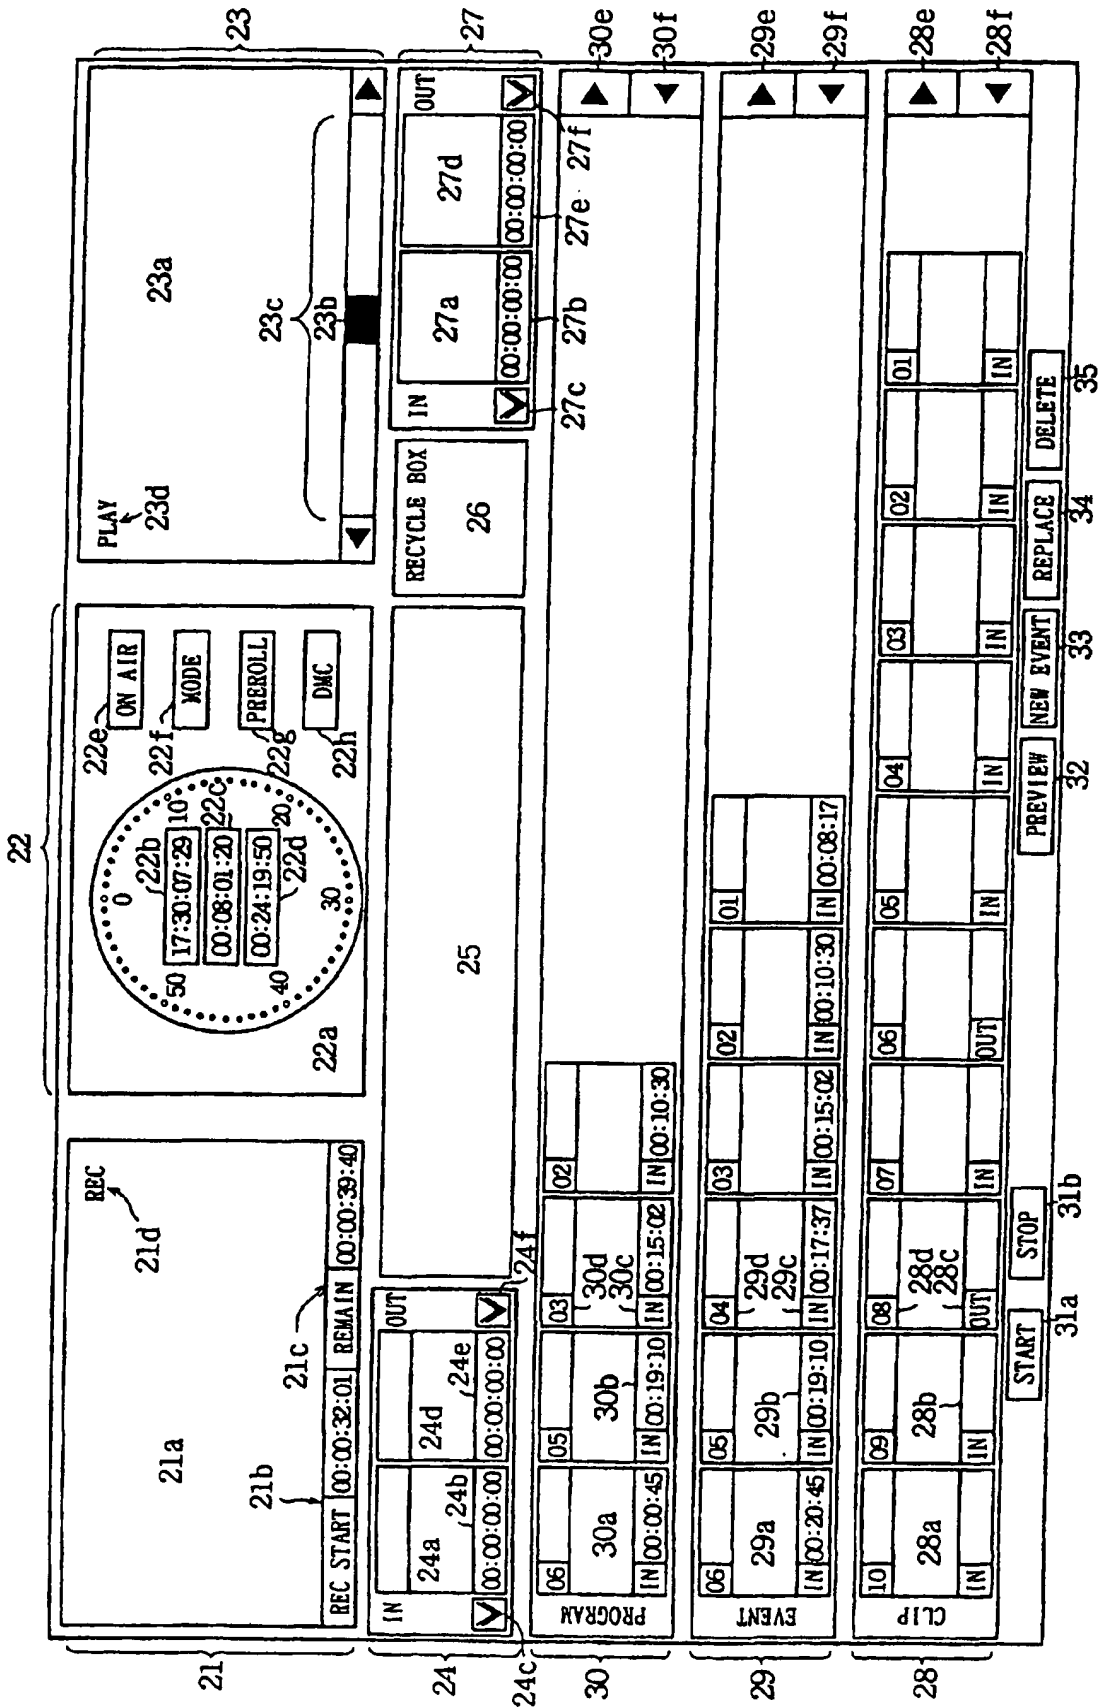 21
22
23
21a
REC
21d
21b
21c
REC START 00:00:32:01 REMAIN 00:00:39:40
0
10
20
30
40
50
22a
22b
17:30:07:29
22c
00:08:01:20
00:24:19:50
22d
22e
ON AIR
22f
MODE
PREROLL
22g
DMC
22h
PLAY
23d
23a
23c
23b
24
IN
24a
24b
00:00:00:00
24c
24d
24e
00:00:00:00
OUT
24f
25
RECYCLE BOX
26
27
IN
27a
00:00:00:00
27b
27c
27d
00:00:00:00
27e
OUT
27f
30
PROGRAM
06
30a
IN 00:00:45
05
30b
IN 00:19:10
03
30d
30c
IN 00:15:02
02
IN 00:10:30
30e
30f
29
EVENT
06
29a
IN 00:20:45
05
29b
IN 00:19:10
04
29d
29c
IN 00:17:37
03
IN 00:15:02
02
IN 00:10:30
01
IN 00:08:17
29e
29f
28
CLIP
10
28a
IN
09
28b
IN
08
28d
28c
OUT
07
IN
06
OUT
05
IN
04
IN
03
IN
02
IN
01
IN
28e
28f
START
31a
STOP
31b
PREVIEW
32
NEW EVENT
33
REPLACE
34
DELETE
35